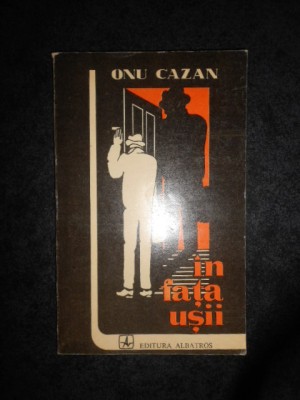 ONU CAZAN
în
fața
ușii
EDITURA ALBATROS